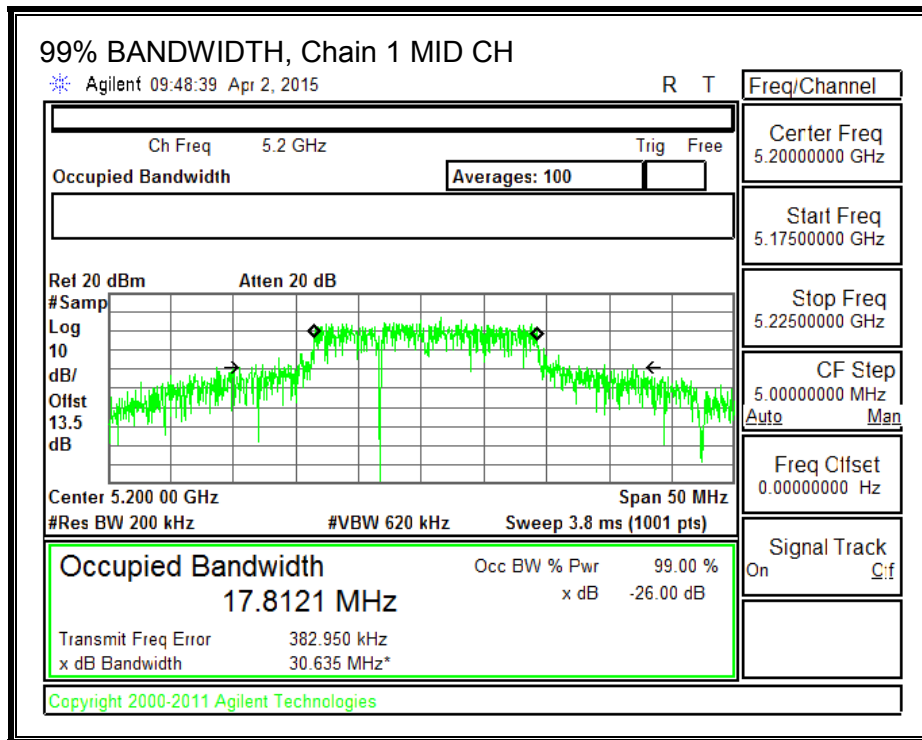 99% BANDWIDTH, Chain 1 MID CH
Agilent 09:48:39 Apr 2, 2015 R T
Freq/Channel
Ch Freq 5.2 GHz Trig Free
Occupied Bandwidth Averages: 100
Center Freq
5.20000000 GHz
Start Freq
5.17500000 GHz
Stop Freq
5.22500000 GHz
CF Step
5.00000000 MHz
Auto Man
Freq Offset
0.00000000 Hz
Signal Track
On Off
Ref 20 dBm Atten 20 dB
#Samp
Log
10
dB/
Offst
13.5
dB
Center 5.200 00 GHz Span 50 MHz
#Res BW 200 kHz #VBW 620 kHz Sweep 3.8 ms (1001 pts)
Occupied Bandwidth
17.8121 MHz
Occ BW % Pwr 99.00 %
x dB -26.00 dB
Transmit Freq Error 382.950 kHz
x dB Bandwidth 30.635 MHz*
Copyright 2000-2011 Agilent Technologies